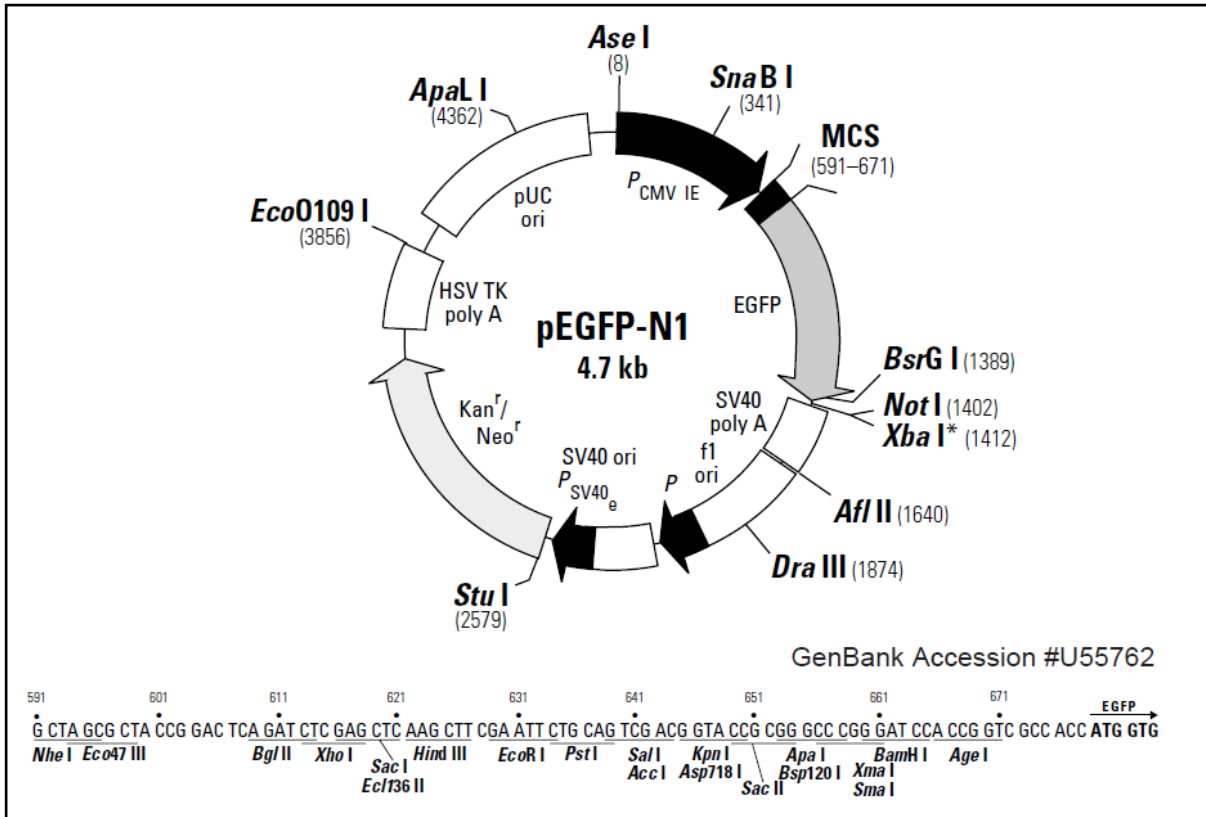 Ase I
(8)
SnaB I
(341)
ApaL I
(4362)
MCS
(591–671)
P CMV IE
pUC
ori
EcoO109 I
(3856)
HSV TK
poly A
EGFP
pEGFP-N1
4.7 kb
BsrG I (1389)
Not I (1402)
Xba I* (1412)
SV40
poly A
Kanr/
Neor
f1
ori
SV40 ori
P SV40e
P
Afl II (1640)
Dra III (1874)
Stu I
(2579)
GenBank Accession #U55762
591 601 611 621 631 641 651 661 671 EGFP
G CTA GCG CTA CCG GAC TCA GAT CTC GAG CTC AAG CTT CGA ATT CTG CAG TCG ACG GTA CCG CGG GCC CGG GAT CCA CCG GTC GCC ACC ATG GTG
Nhe I Eco47 III Bgl II Xho I Hind III EcoR I Pst I Sal I Kpn I Apa I BamH I Age I
Sac I Acc I Asp718 I Bsp120 I Xma I
Ecl136 II Sac II Sma I